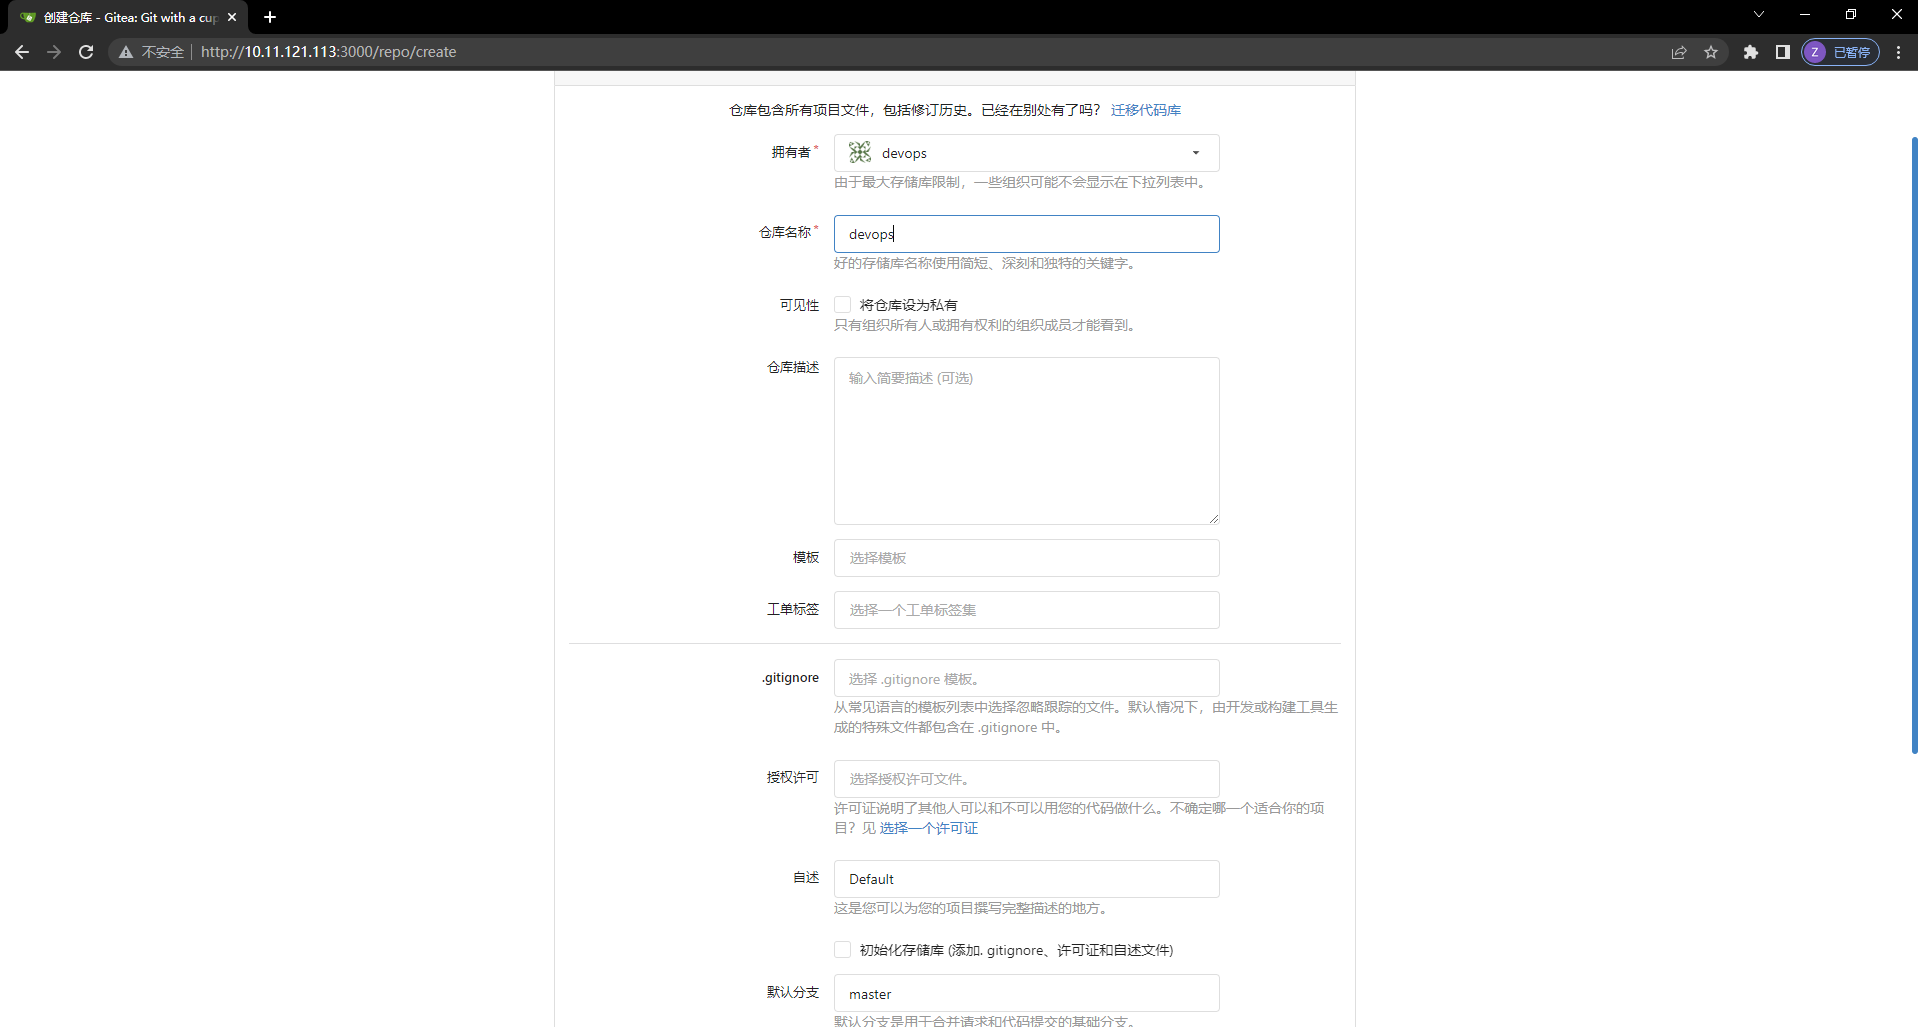 创建仓库 - Gitea: Git with a cup
不安全 http://10.11.121.113:3000/repo/create
Z 已暂停
仓库包含所有项目文件，包括修订历史。已经在别处有了吗？ 迁移代码库
拥有者* devops
由于最大存储库限制，一些组织可能不会显示在下拉列表中。
仓库名称* devops
好的存储库名称使用简短、深刻和独特的关键字。
可见性 将仓库设为私有
只有组织所有人或拥有权利的组织成员才能看到。
仓库描述 输入简要描述 (可选)
模板 选择模板
工单标签 选择一个工单标签集
.gitignore 选择 .gitignore 模板。
从常见语言的模板列表中选择忽略跟踪的文件。默认情况下，由开发或构建工具生
成的特殊文件都包含在 .gitignore 中。
授权许可 选择授权许可文件。
许可证说明了其他人可以和不可以用您的代码做什么。不确定哪一个适合你的项
目？见 选择一个许可证
自述 Default
这是您可以为您的项目撰写完整描述的地方。
初始化存储库 (添加. gitignore、许可证和自述文件)
默认分支 master
默认分支是用于合并请求和代码提交的基础分支。